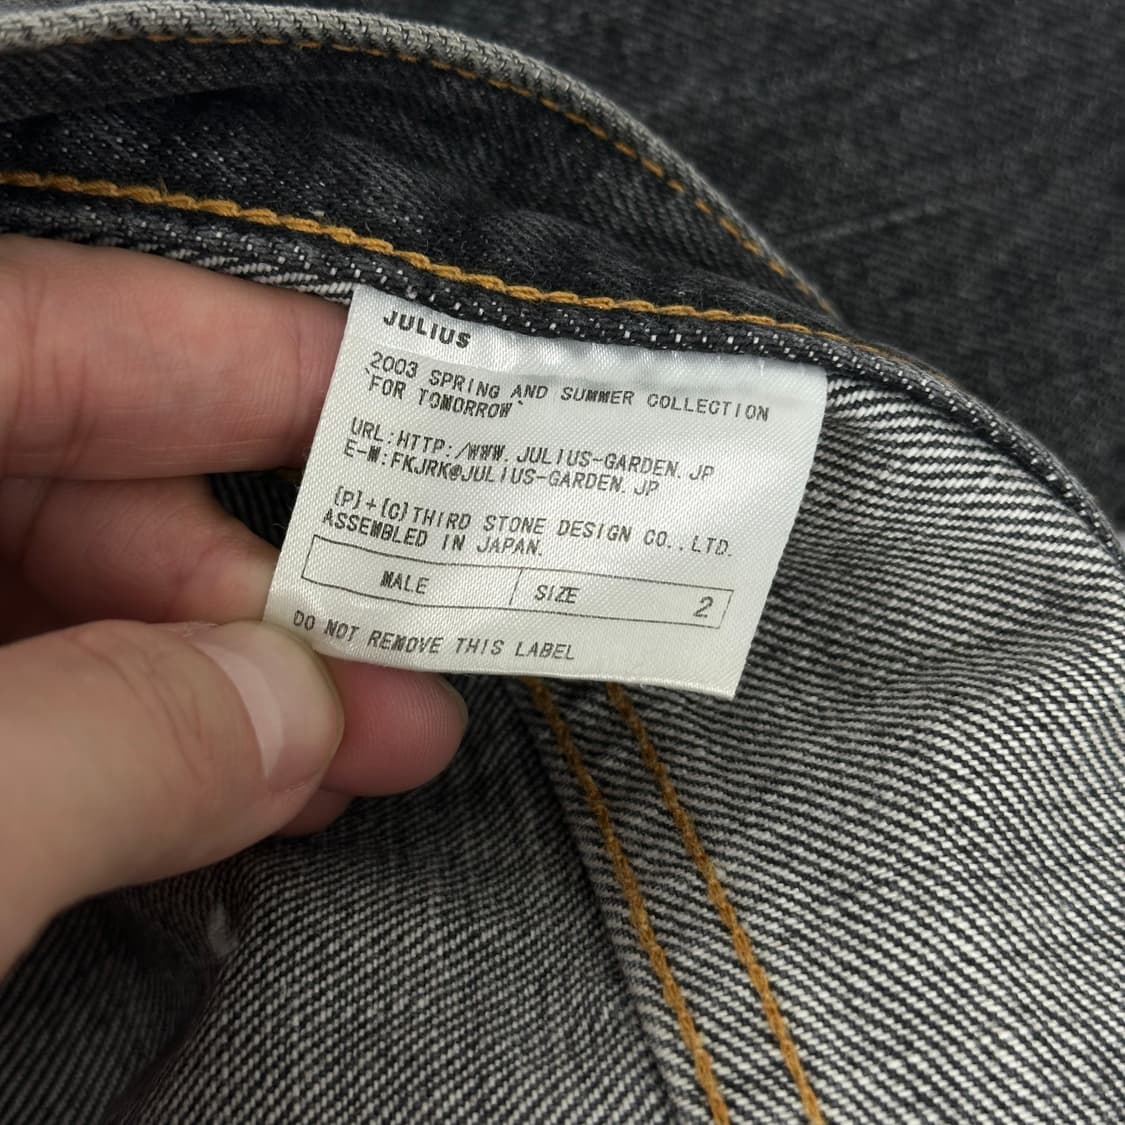 JULIUS
2003 SPRING AND SUMMER COLLECTION
`FOR TOMORROW`
URL:HTTP:/WWW.JULIUS-GARDEN.JP
E-M:FKJRK@JULIUS-GARDEN.JP
[P]+[C]THIRD STONE DESIGN CO.,LTD.
ASSEMBLED IN JAPAN.
MALE SIZE 2
DO NOT REMOVE THIS LABEL